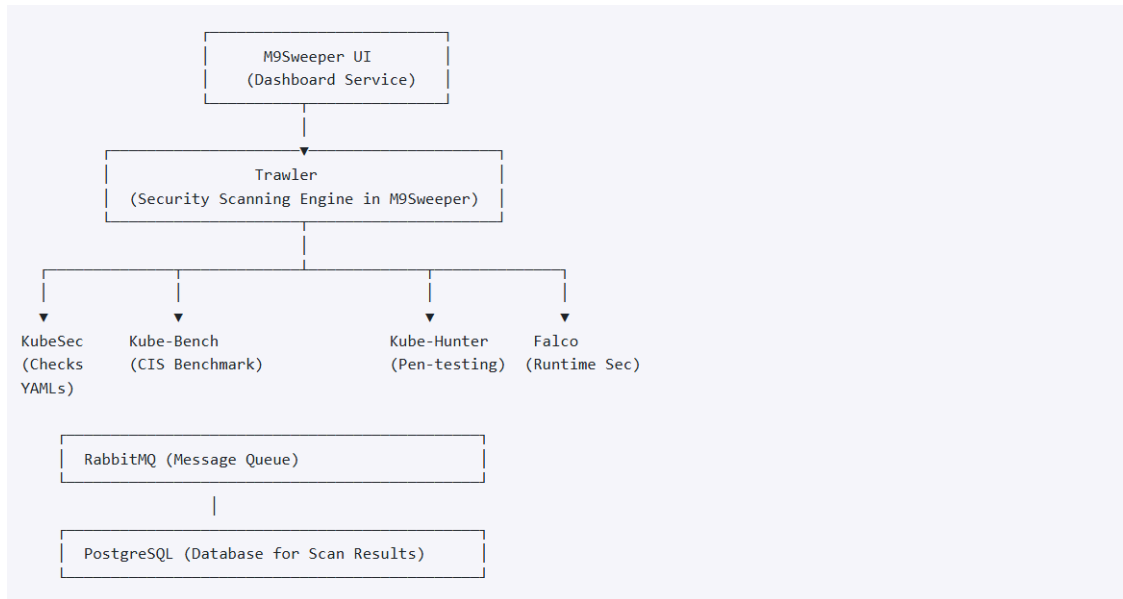 M9Sweeper UI
(Dashboard Service)
Trawler
(Security Scanning Engine in M9Sweeper)
KubeSec Kube-Bench Kube-Hunter Falco
(Checks (CIS Benchmark) (Pen-testing) (Runtime Sec)
YAMLs)
RabbitMQ (Message Queue)
PostgreSQL (Database for Scan Results)